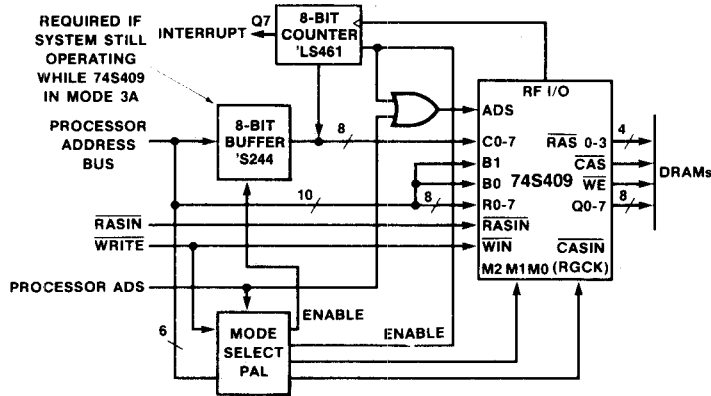 REQUIRED IF
SYSTEM STILL
OPERATING
WHILE 74S409
IN MODE 3A
INTERRUPT
Q7
8-BIT
COUNTER
'LS461
PROCESSOR
ADDRESS
BUS
8-BIT
BUFFER
'S244
8
10
8
RF I/O
ADS
C0-7
B1
B0
R0-7
RASIN
WIN
74S409
RAS 0-3
CAS
WE
Q0-7
CASIN
M2 M1 M0 (RGCK)
4
8
DRAMs
RASIN
WRITE
PROCESSOR ADS
6
ENABLE
ENABLE
MODE
SELECT
PAL